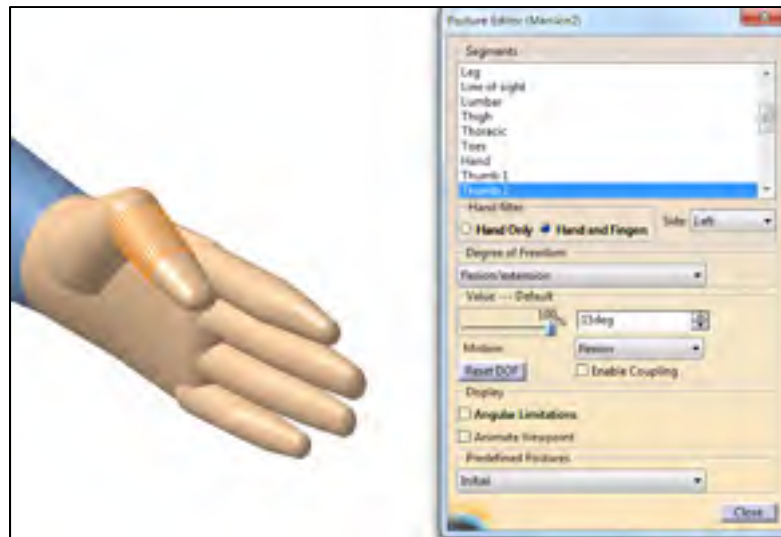 Posture Editor (Manikin2)
Segments
Leg
Line of sight
Lumbar
Thigh
Thoracic
Toes
Hand
Thumb 1
Thumb 2
Hand filter
Hand Only Hand and Fingers Side: Left
Degree of Freedom
Flexion/extension
Value --- Default
100 %
Motion: Flexion
Reset DOF Enable Coupling
Display
Angular Limitations
Animate Viewpoint
Predefined Postures
Initial
Close